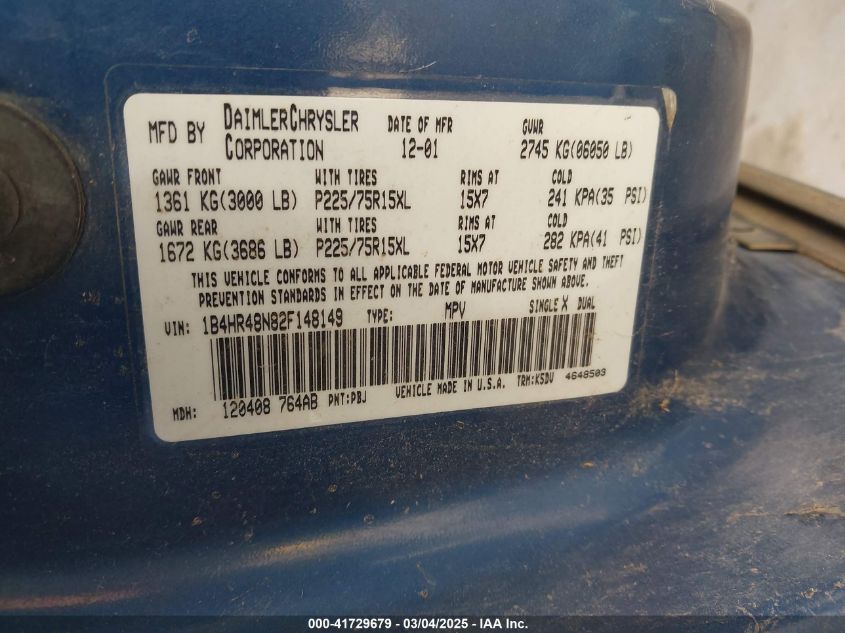 MFD BY DAIMLERCHRYSLER CORPORATION DATE OF MFR 12-01 GVWR 2745 KG(06050 LB)
GAWR FRONT WITH TIRES RIMS AT COLD
1361 KG(3000 LB) P225/75R15XL 15X7 241 KPA(35 PSI)
GAWR REAR WITH TIRES RIMS AT COLD
1672 KG(3686 LB) P225/75R15XL 15X7 282 KPA(41 PSI)
THIS VEHICLE CONFORMS TO ALL APPLICABLE FEDERAL MOTOR VEHICLE SAFETY AND THEFT
PREVENTION STANDARDS IN EFFECT ON THE DATE OF MANUFACTURE SHOWN ABOVE.
VIN: 1B4HR48N82F148149 TYPE: MPV SINGLE X DUAL
MDH: 120408 764AB PNT:PBJ VEHICLE MADE IN U.S.A. TRM:K5DV 4648503
000-41729679 - 03/04/2025 - IAAI Inc.